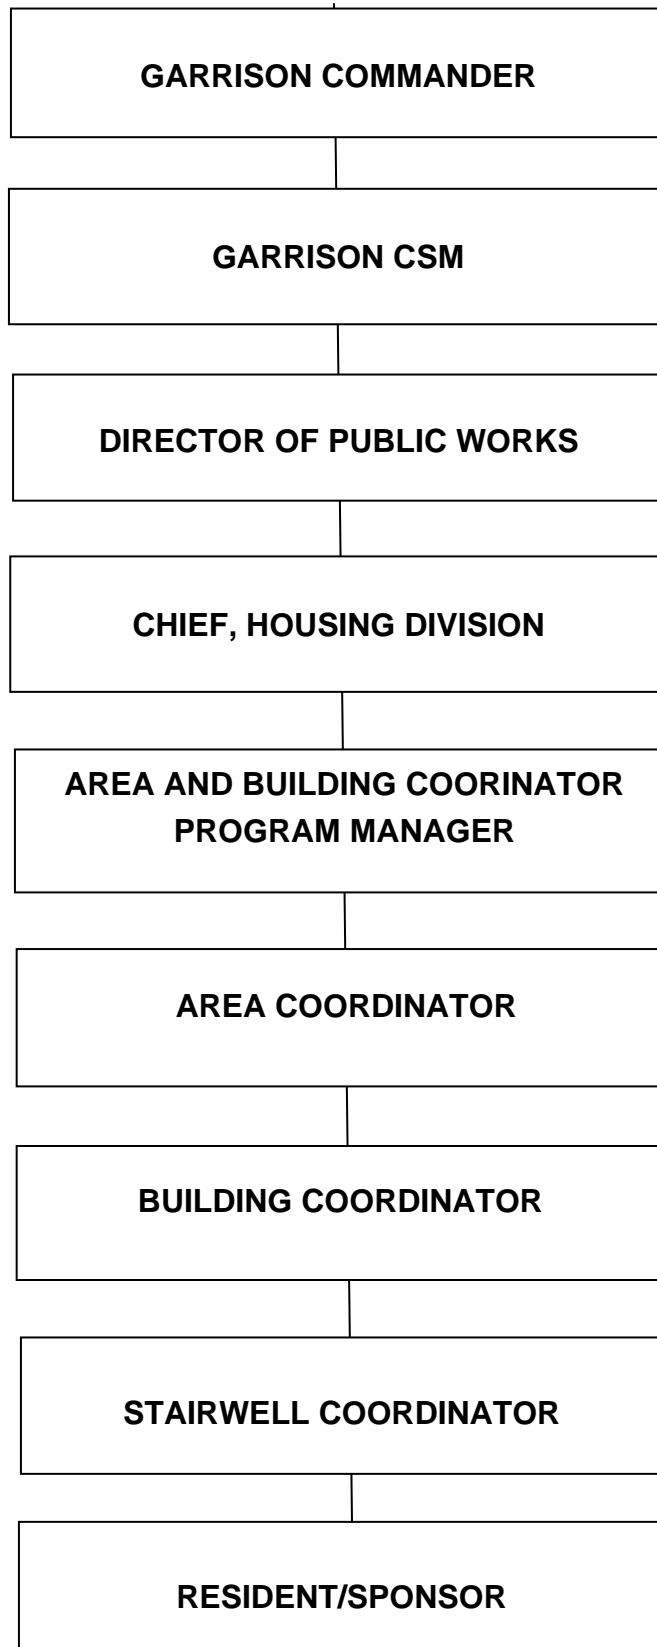 GARRISON COMMANDER
GARRISON CSM
DIRECTOR OF PUBLIC WORKS
CHIEF, HOUSING DIVISION
AREA AND BUILDING COORINATOR
PROGRAM MANAGER
AREA COORDINATOR
BUILDING COORDINATOR
STAIRWELL COORDINATOR
RESIDENT/SPONSOR